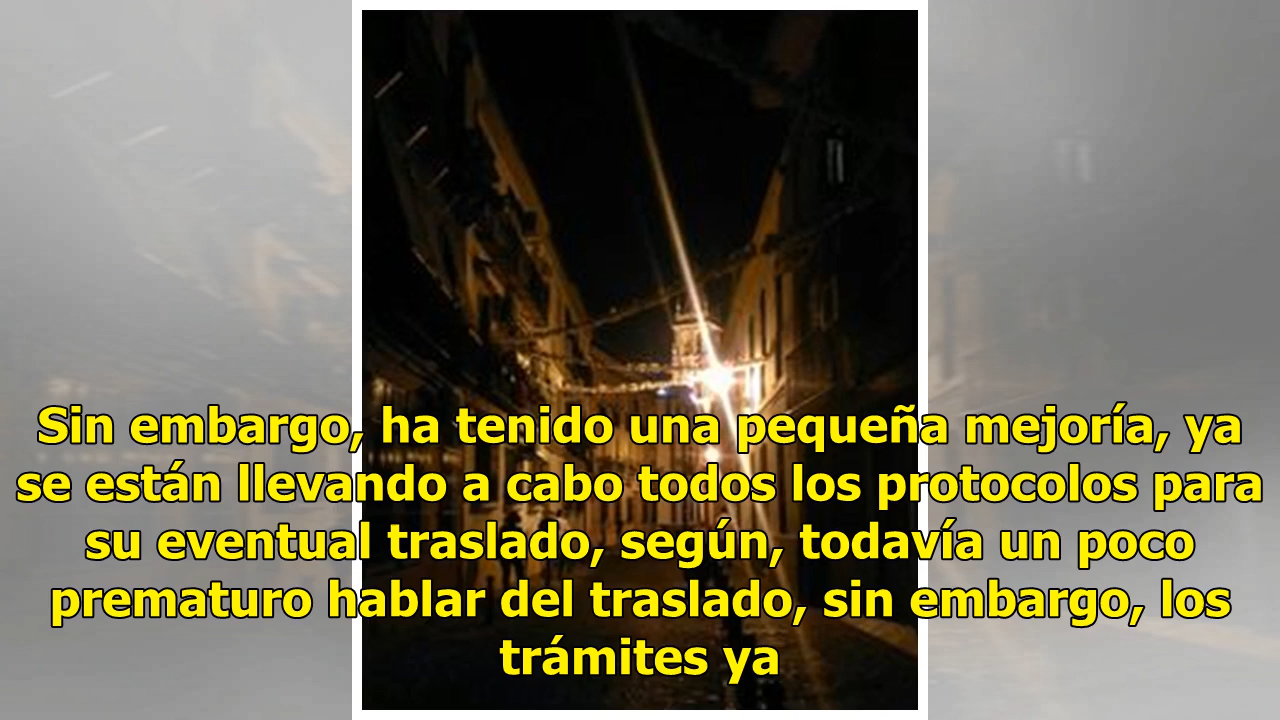 Sin embargo, ha tenido una pequeña mejoría, ya
se están llevando a cabo todos los protocolos para
su eventual traslado, según, todavía un poco
prematuro hablar del traslado, sin embargo, los
trámites ya